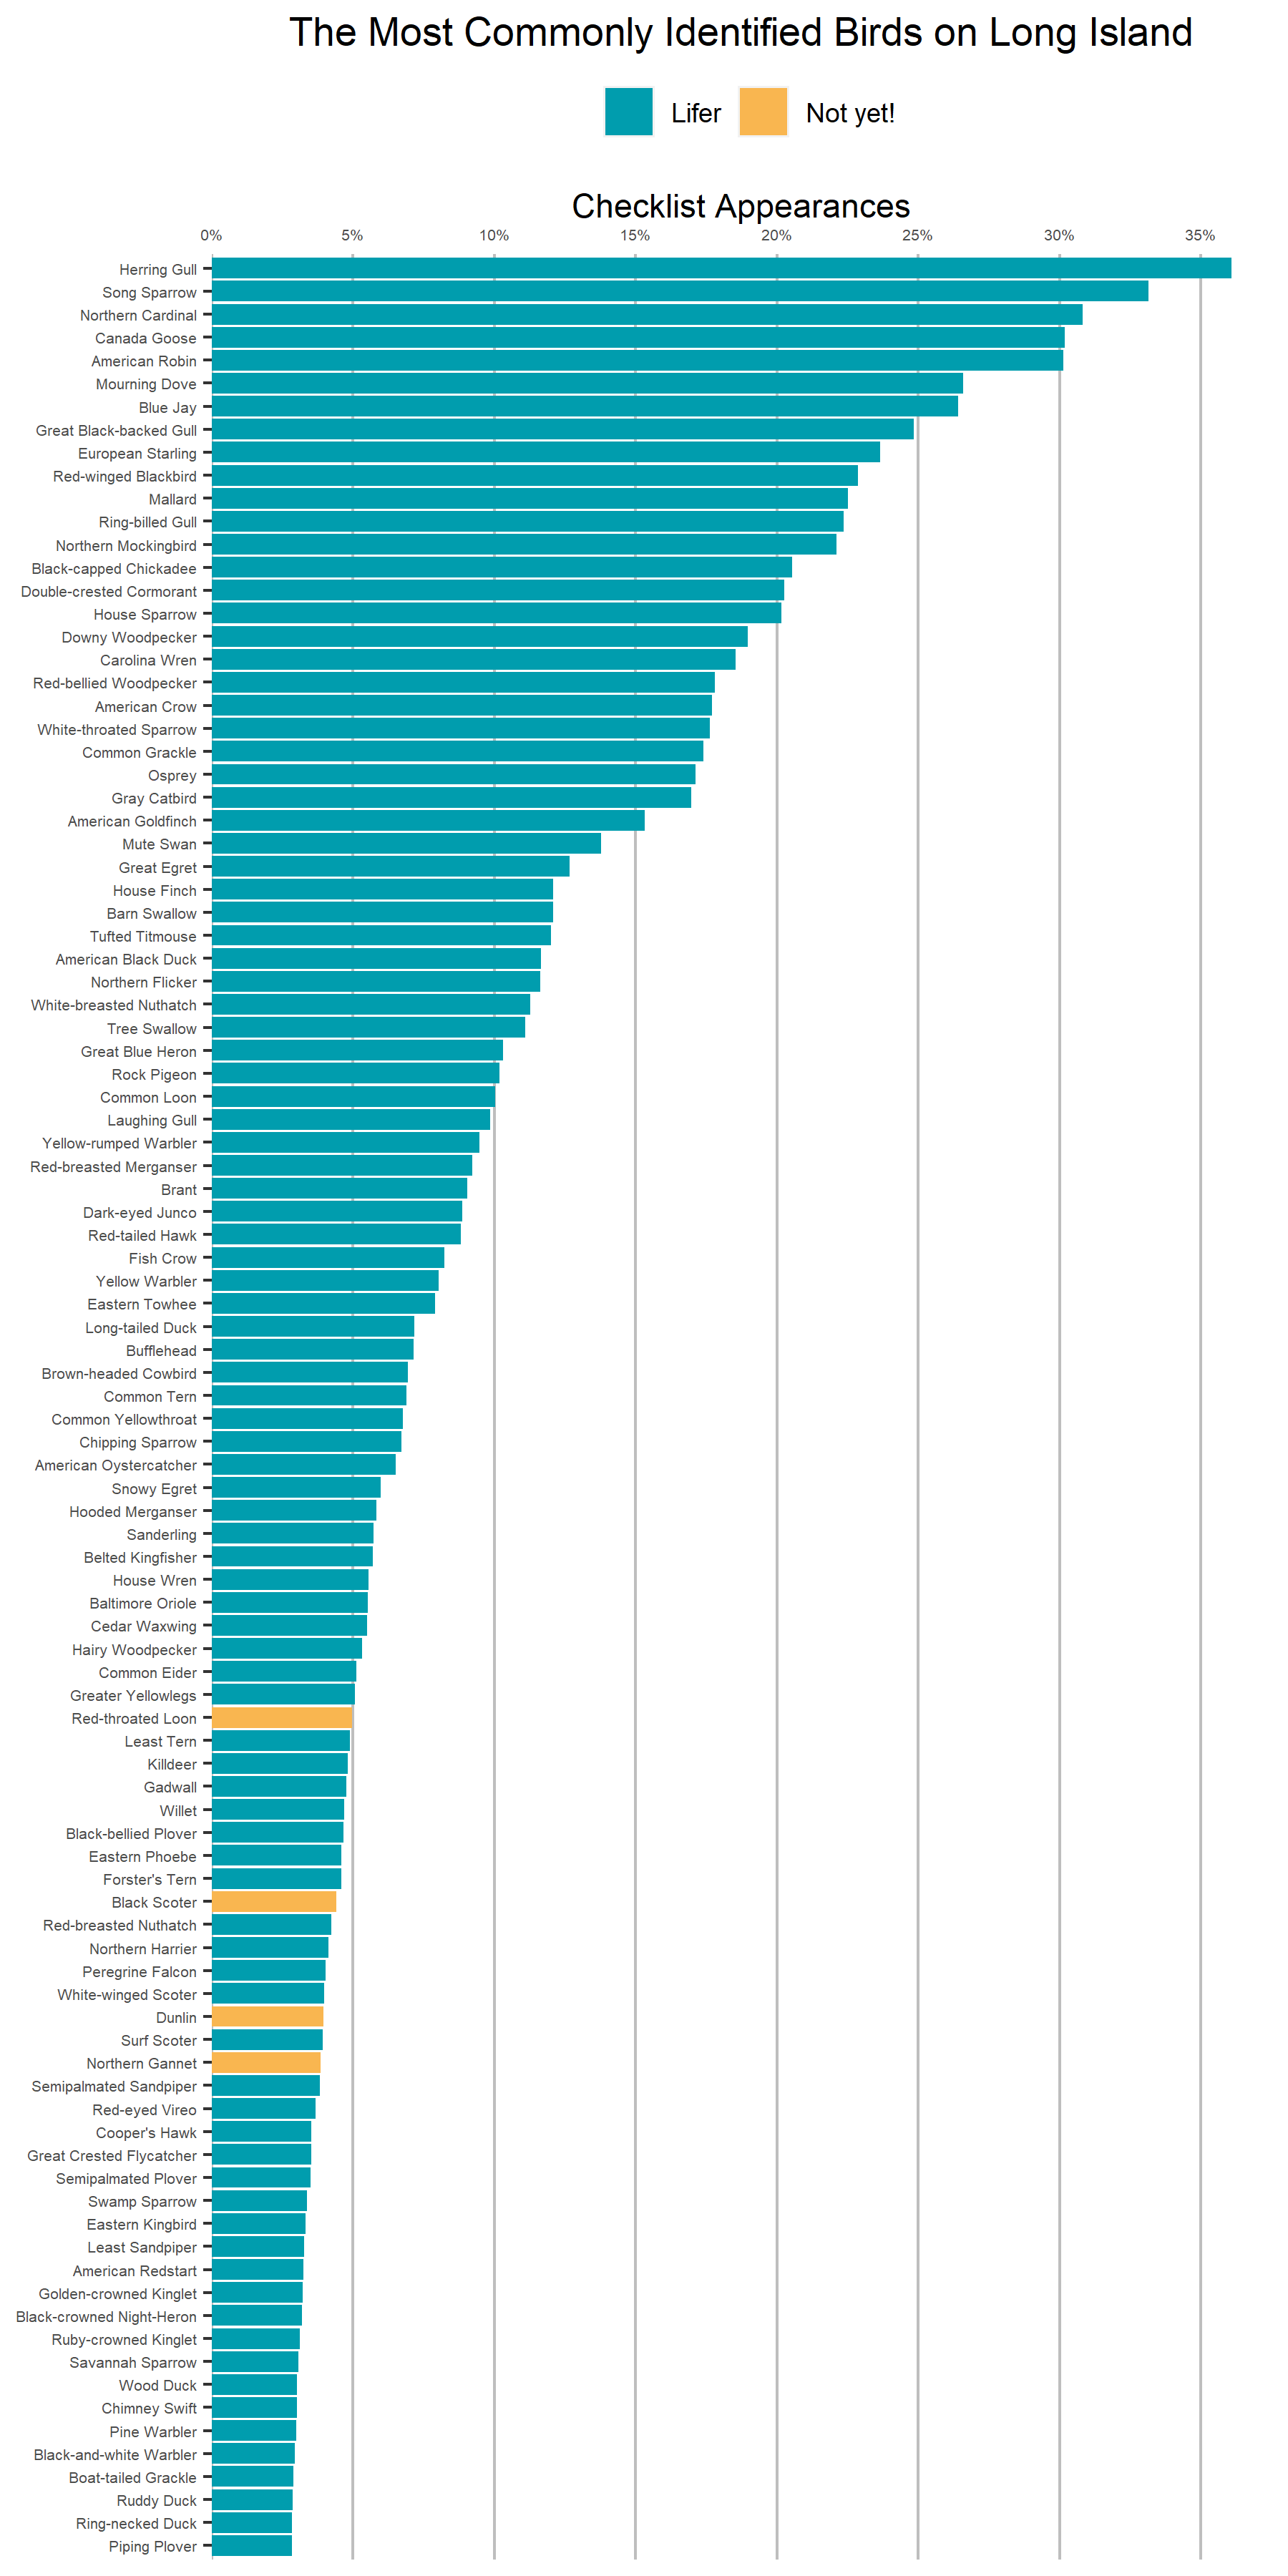 The Most Commonly Identified Birds on Long Island
Lifer Not yet!
Checklist Appearances
0% 5% 10% 15% 20% 25% 30% 35%
Herring Gull
Song Sparrow
Northern Cardinal
Canada Goose
American Robin
Mourning Dove
Blue Jay
Great Black-backed Gull
European Starling
Red-winged Blackbird
Mallard
Ring-billed Gull
Northern Mockingbird
Black-capped Chickadee
Double-crested Cormorant
House Sparrow
Downy Woodpecker
Carolina Wren
Red-bellied Woodpecker
American Crow
White-throated Sparrow
Common Grackle
Osprey
Gray Catbird
American Goldfinch
Mute Swan
Great Egret
House Finch
Barn Swallow
Tufted Titmouse
American Black Duck
Northern Flicker
White-breasted Nuthatch
Tree Swallow
Great Blue Heron
Rock Pigeon
Common Loon
Laughing Gull
Yellow-rumped Warbler
Red-breasted Merganser
Brant
Dark-eyed Junco
Red-tailed Hawk
Fish Crow
Yellow Warbler
Eastern Towhee
Long-tailed Duck
Bufflehead
Brown-headed Cowbird
Common Tern
Common Yellowthroat
Chipping Sparrow
American Oystercatcher
Snowy Egret
Hooded Merganser
Sanderling
Belted Kingfisher
House Wren
Baltimore Oriole
Cedar Waxwing
Hairy Woodpecker
Common Eider
Greater Yellowlegs
Red-throated Loon
Least Tern
Killdeer
Gadwall
Willet
Black-bellied Plover
Eastern Phoebe
Forster's Tern
Black Scoter
Red-breasted Nuthatch
Northern Harrier
Peregrine Falcon
White-winged Scoter
Dunlin
Surf Scoter
Northern Gannet
Semipalmated Sandpiper
Red-eyed Vireo
Cooper's Hawk
Great Crested Flycatcher
Semipalmated Plover
Swamp Sparrow
Eastern Kingbird
Least Sandpiper
American Redstart
Golden-crowned Kinglet
Black-crowned Night-Heron
Ruby-crowned Kinglet
Savannah Sparrow
Wood Duck
Chimney Swift
Pine Warbler
Black-and-white Warbler
Boat-tailed Grackle
Ruddy Duck
Ring-necked Duck
Piping Plover